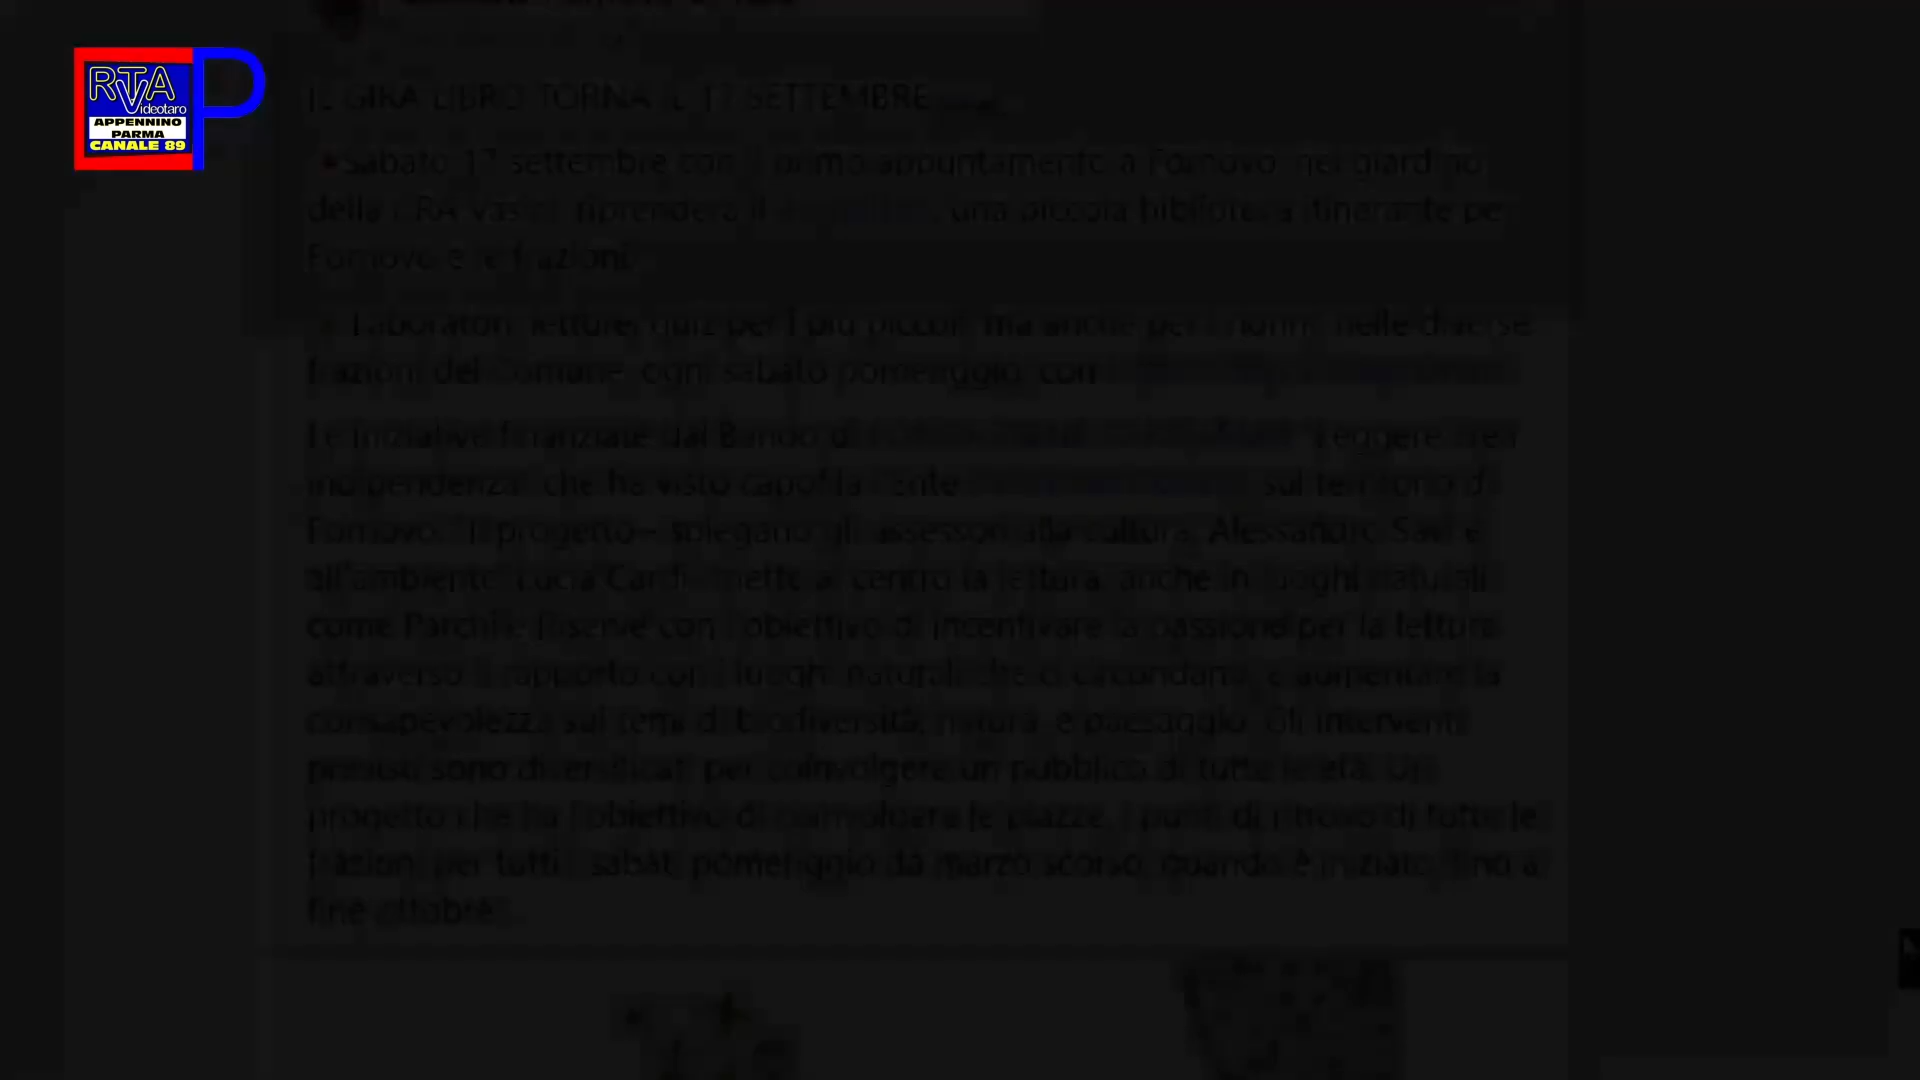 RTA
Videotaro
APPENNINO
PARMA
CANALE 89
P
IL GIRA LIBRO TORNA IL 17 SETTEMBRE
Sabato 17 settembre con il primo appuntamento a Fornovo, nel giardino
della CRA riprenderà il una piccola biblioteca itinerante per
Fornovo e le frazioni.
Laboratori, letture, quiz per i più piccoli, ma anche per i nonni, nelle diverse
frazioni del Comune, ogni sabato pomeriggio, con
Le iniziative finanziate dal Bando di "Leggere crea
indipendenza" che ha visto capofila l'ente sul territorio di
Fornovo. "Il progetto – spiegano gli assessori alla cultura, Alessandro Savi e
all'ambiente, Lucia Cardi – mette al centro la lettura, anche in luoghi naturali
come Parchi e Riserve con l'obiettivo di incentivare la passione per la lettura
attraverso il rapporto con i luoghi naturali che ci circondano, e aumentare la
consapevolezza sui temi di biodiversità, natura, e paesaggio. Gli interventi
previsti sono diversificati per coinvolgere un pubblico di tutte le età. Un
progetto che ha l'obiettivo di le piazze, i punti di ritrovo di tutte le
frazioni per tutti i sabati pomeriggio da marzo scorso, quando è iniziato, fino a
fine ottobre".